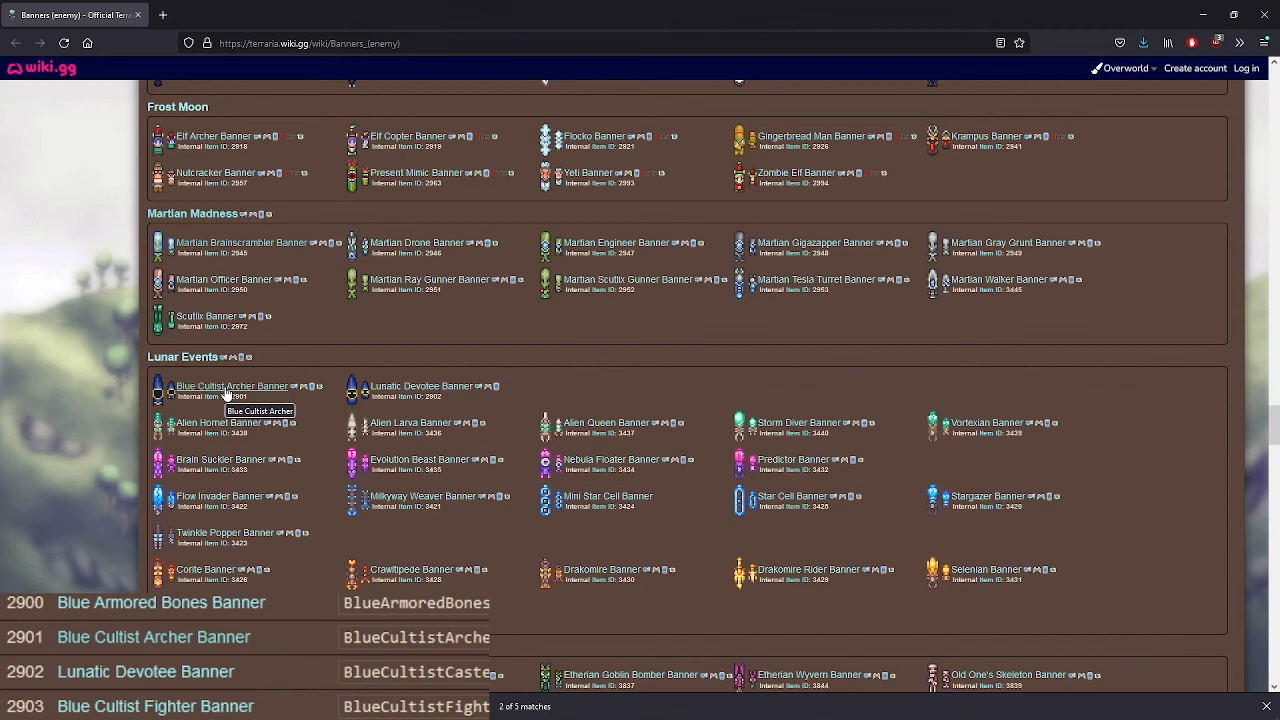 Banners (enemy) - Official Terra
https://terraria.wiki.gg/wiki/Banners_(enemy)
wiki.gg
Overworld Create account Log in
Frost Moon
Elf Archer Banner Elf Copter Banner Flocko Banner Gingerbread Man Banner Krampus Banner
Internal Item ID: 2918 Internal Item ID: 2919 Internal Item ID: 2921 Internal Item ID: 2926 Internal Item ID: 2941
Nutcracker Banner Present Mimic Banner Yeti Banner Zombie Elf Banner
Internal Item ID: 2957 Internal Item ID: 2963 Internal Item ID: 2993 Internal Item ID: 2994
Martian Madness
Martian Brainscrambler Banner Martian Drone Banner Martian Engineer Banner Martian Gigazapper Banner Martian Gray Grunt Banner
Internal Item ID: 2945 Internal Item ID: 2946 Internal Item ID: 2947 Internal Item ID: 2948 Internal Item ID: 2949
Martian Officer Banner Martian Ray Gunner Banner Martian Scutlix Gunner Banner Martian Tesla Turret Banner Martian Walker Banner
Internal Item ID: 2950 Internal Item ID: 2951 Internal Item ID: 2952 Internal Item ID: 2953 Internal Item ID: 3445
Scutlix Banner
Internal Item ID: 2972
Lunar Events
Blue Cultist Archer Banner Lunatic Devotee Banner
Internal Item 2901 Internal Item ID: 2902
Blue Cultist Archer
Alien Hornet Banner Alien Larva Banner Alien Queen Banner Storm Diver Banner Vortexian Banner
Internal Item ID: 3438 Internal Item ID: 3436 Internal Item ID: 3437 Internal Item ID: 3440 Internal Item ID: 3439
Brain Suckler Banner Evolution Beast Banner Nebula Floater Banner Predictor Banner
Internal Item ID: 3433 Internal Item ID: 3435 Internal Item ID: 3434 Internal Item ID: 3432
Flow Invader Banner Milkyway Weaver Banner Mini Star Cell Banner Star Cell Banner Stargazer Banner
Internal Item ID: 3422 Internal Item ID: 3421 Internal Item ID: 3424 Internal Item ID: 3425 Internal Item ID: 3420
Twinkle Popper Banner
Internal Item ID: 3423
Corite Banner Crawltipede Banner Drakomire Banner Drakomire Rider Banner Selenian Banner
Internal Item ID: 3426 Internal Item ID: 3428 Internal Item ID: 3430 Internal Item ID: 3429 Internal Item ID: 3431
2900 Blue Armored Bones Banner BlueArmoredBones
2901 Blue Cultist Archer Banner BlueCultistArche
2902 Lunatic Devotee Banner BlueCultistCaste
2903 Blue Cultist Fighter Banner BlueCultistFight
Etherian Goblin Bomber Banner Etherian Wyvern Banner Old One's Skeleton Banner
Internal Item ID: 3837 Internal Item ID: 3844 Internal Item ID: 3839
2 of 5 matches